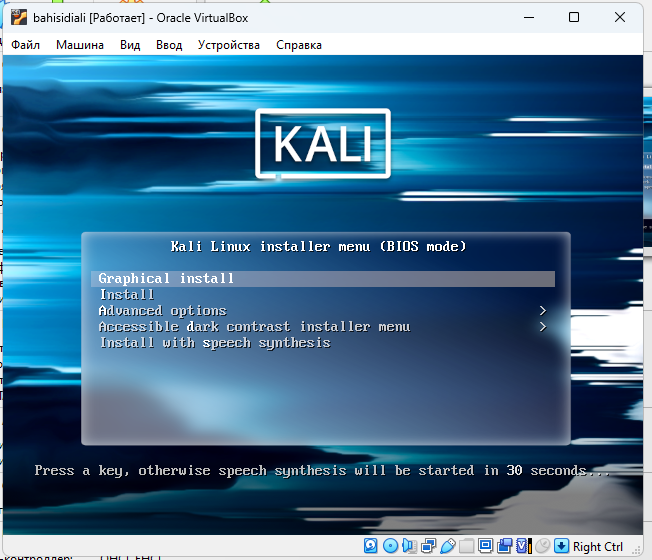 bahisidiali [Работает] - Oracle VirtualBox
Файл Машина Вид Ввод Устройства Справка
KALI
Kali Linux installer menu (BIOS mode)
Graphical install
Install
Advanced options >
Accessible dark contrast installer menu >
Install with speech synthesis
Press a key, otherwise speech synthesis will be started in 30 seconds...
Right Ctrl